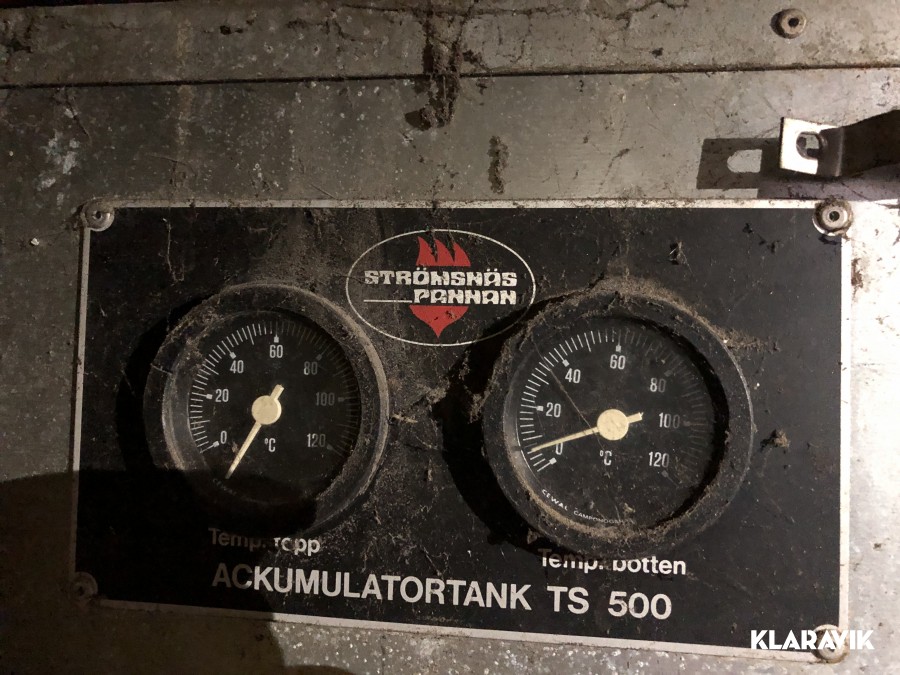 STRÖMSNÄS
PANNAN
0
20
40
60
80
100
120
°C
0
20
40
60
80
100
120
°C
CEWAL
Temp. topp
Temp. botten
ACKUMULATORTANK TS 500
KLARAVIK